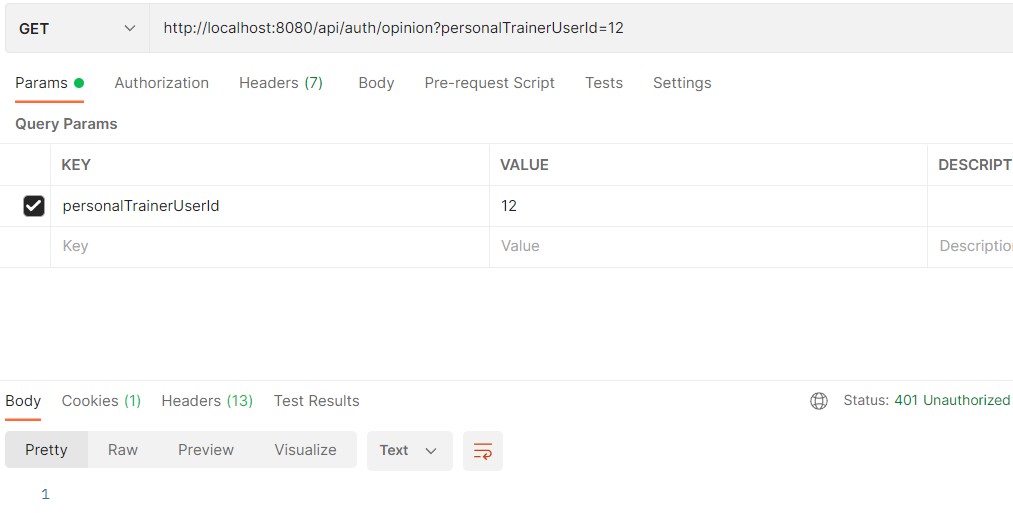 GET http://localhost:8080/api/auth/opinion?personalTrainerUserId=12
Params Authorization Headers (7) Body Pre-request Script Tests Settings
Query Params
KEY VALUE DESCRIPT
personalTrainerUserId 12
Key Value Descriptio
Body Cookies (1) Headers (13) Test Results Status: 401 Unauthorized
Pretty Raw Preview Visualize Text
1